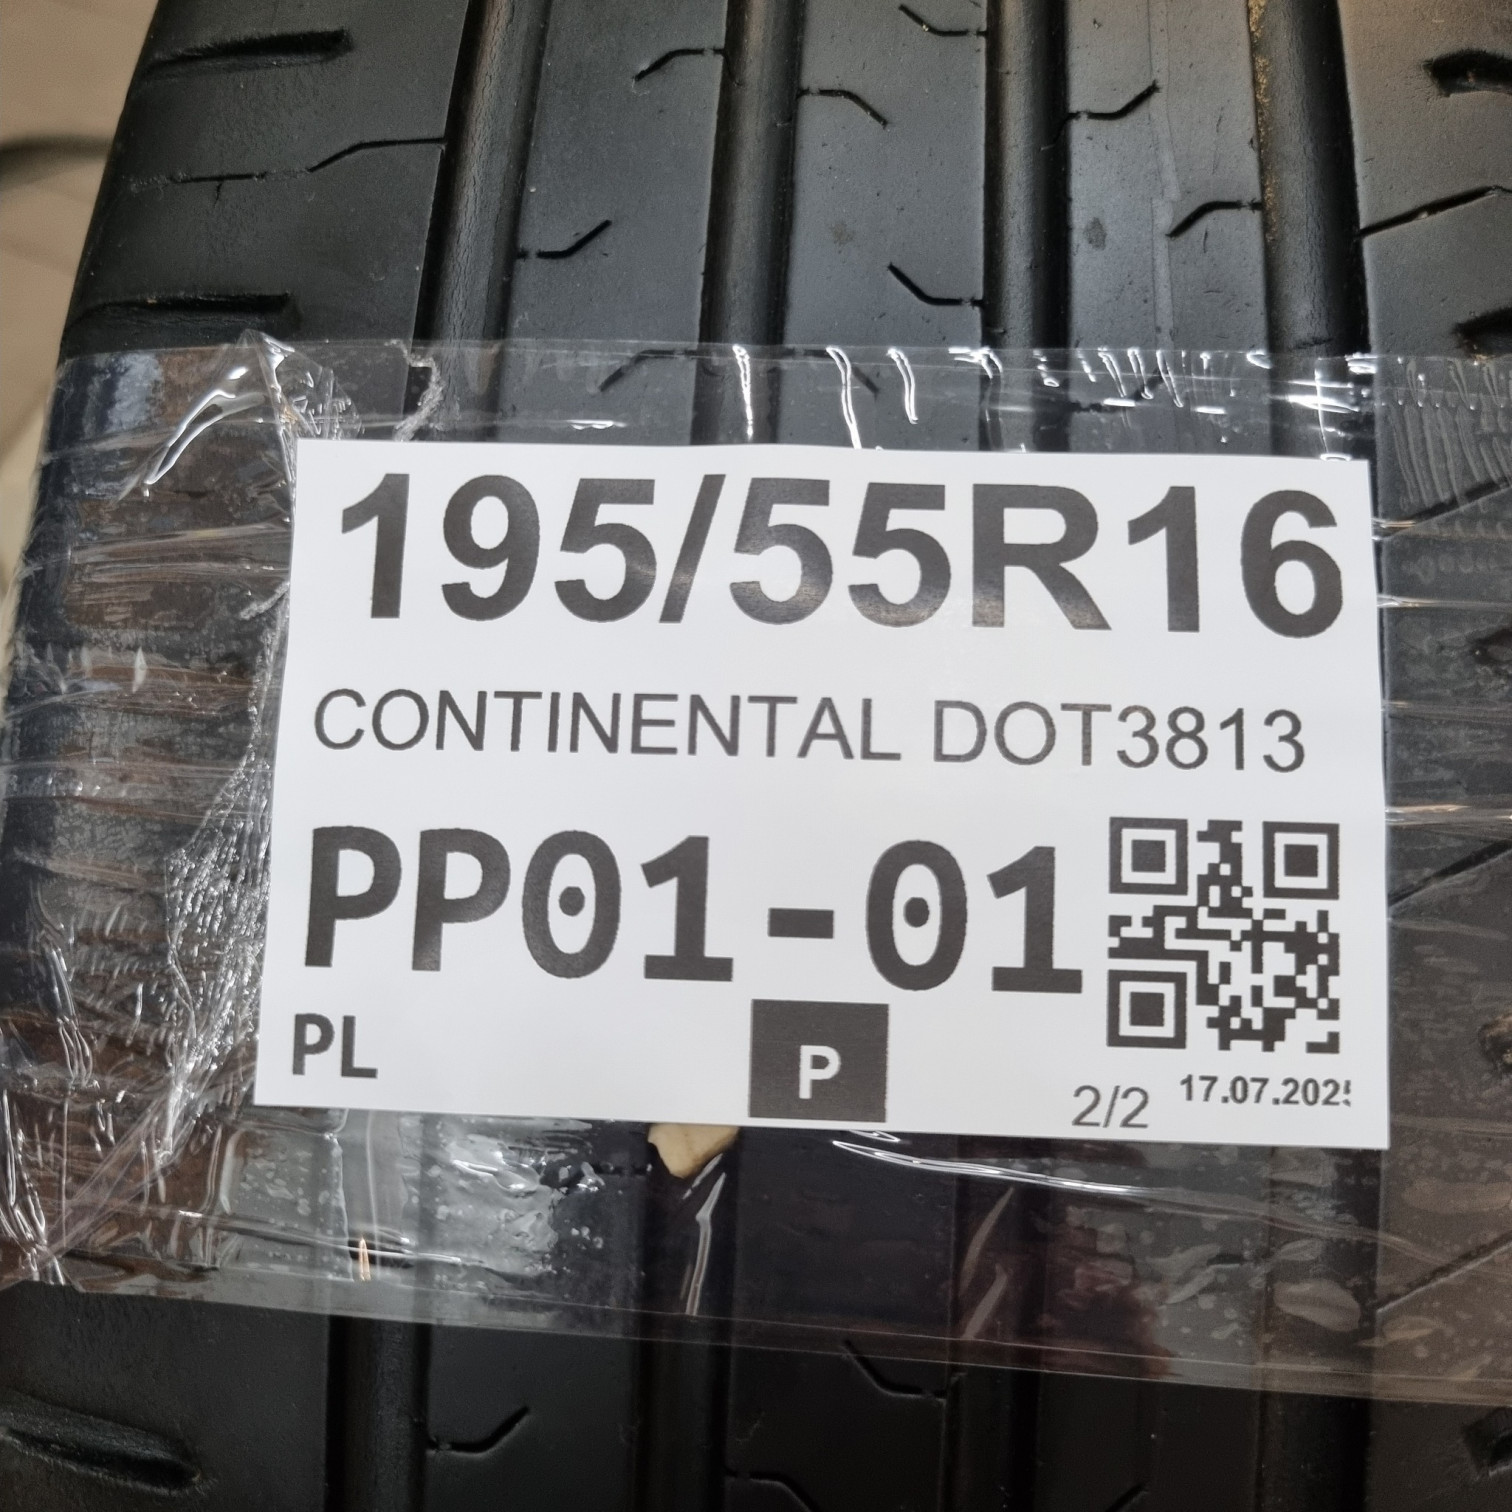 195/55R16
CONTINENTAL DOT3813
PP01-01
PL
P
2/2
17.07.2025